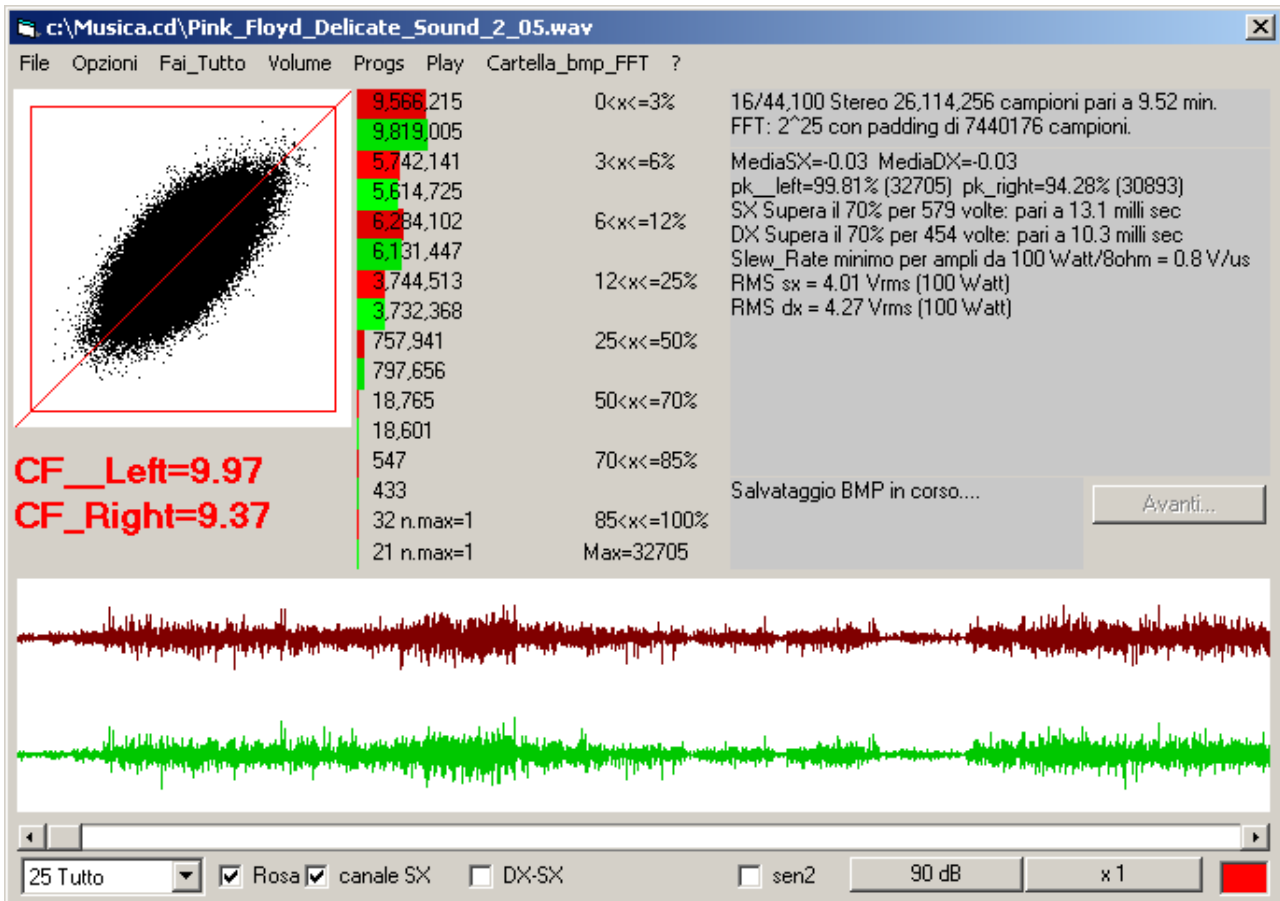 c:\Musica.cd\Pink_Floyd_Delicate_Sound_2_05.wav
File Opzioni Fai_Tutto Volume Progs Play Cartella_bmp_FFT ?
9,566,215 0<x<=3%
9,819,005
5,742,141 3<x<=6%
5,614,725
6,284,102 6<x<=12%
6,131,447
3,744,513 12<x<=25%
3,732,368
757,941 25<x<=50%
797,656
18,765 50<x<=70%
18,601
547 70<x<=85%
433
32 n.max=1 85<x<=100%
21 n.max=1 Max=32705
16/44,100 Stereo 26,114,256 campioni pari a 9.52 min.
FFT: 2^25 con padding di 7440176 campioni.
MediaSX=-0.03 MediaDX=-0.03
pk__left=99.81% (32705) pk_right=94.28% (30893)
SX Supera il 70% per 579 volte: pari a 13.1 milli sec
DX Supera il 70% per 454 volte: pari a 10.3 milli sec
Slew_Rate minimo per ampli da 100 Watt/8ohm = 0.8 V/us
RMS sx = 4.01 Vrms (100 Watt)
RMS dx = 4.27 Vrms (100 Watt)
CF__Left=9.97
CF_Right=9.37
Salvataggio BMP in corso....
Avanti...
25 Tutto Rosa canale SX DX-SX sen2 90 dB x 1